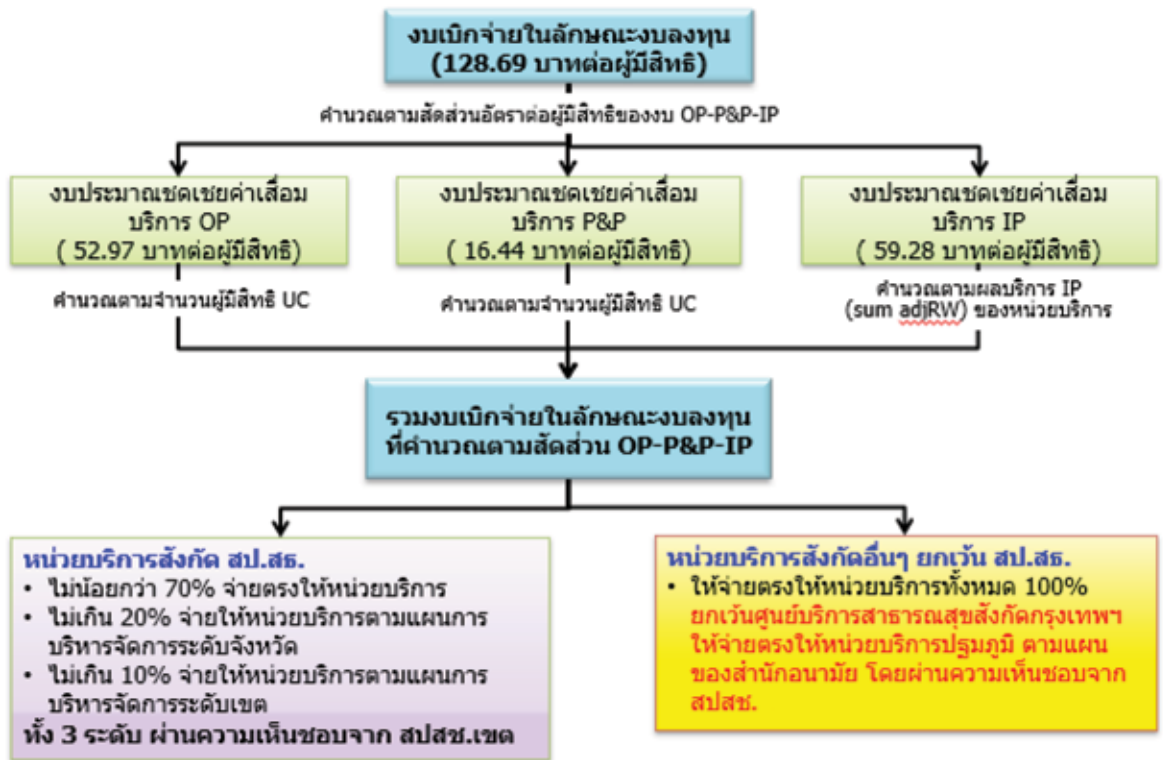 งบเบิกจ่ายในลักษณะงบลงทุน
(128.69 บาทต่อผู้มีสิทธิ)
คำนวณตามสัดส่วนอัตราต่อผู้มีสิทธิของงบ OP-P&P-IP
งบประมาณชดเชยค่าเสื่อม
บริการ OP
( 52.97 บาทต่อผู้มีสิทธิ)
งบประมาณชดเชยค่าเสื่อม
บริการ P&P
( 16.44 บาทต่อผู้มีสิทธิ)
งบประมาณชดเชยค่าเสื่อม
บริการ IP
( 59.28 บาทต่อผู้มีสิทธิ)
คำนวณตามจำนวนผู้มีสิทธิ UC
คำนวณตามจำนวนผู้มีสิทธิ UC
คำนวณตามผลบริการ IP
(sum adjRW) ของหน่วยบริการ
รวมงบเบิกจ่ายในลักษณะงบลงทุน
ที่คำนวณตามสัดส่วน OP-P&P-IP
หน่วยบริการสังกัด สป.สธ.
• ไม่น้อยกว่า 70% จ่ายตรงให้หน่วยบริการ
• ไม่เกิน 20% จ่ายให้หน่วยบริการตามแผนการ
บริหารจัดการระดับจังหวัด
• ไม่เกิน 10% จ่ายให้หน่วยบริการตามแผนการ
บริหารจัดการระดับเขต
ทั้ง 3 ระดับ ผ่านความเห็นชอบจาก สปสช.เขต
หน่วยบริการสังกัดอื่นๆ ยกเว้น สป.สธ.
• ให้จ่ายตรงให้หน่วยบริการทั้งหมด 100%
ยกเว้นศูนย์บริการสาธารณสุขสังกัดกรุงเทพฯ
ให้จ่ายตรงให้หน่วยบริการปฐมภูมิ ตามแผน
ของสำนักอนามัย โดยผ่านความเห็นชอบจาก
สปสช.